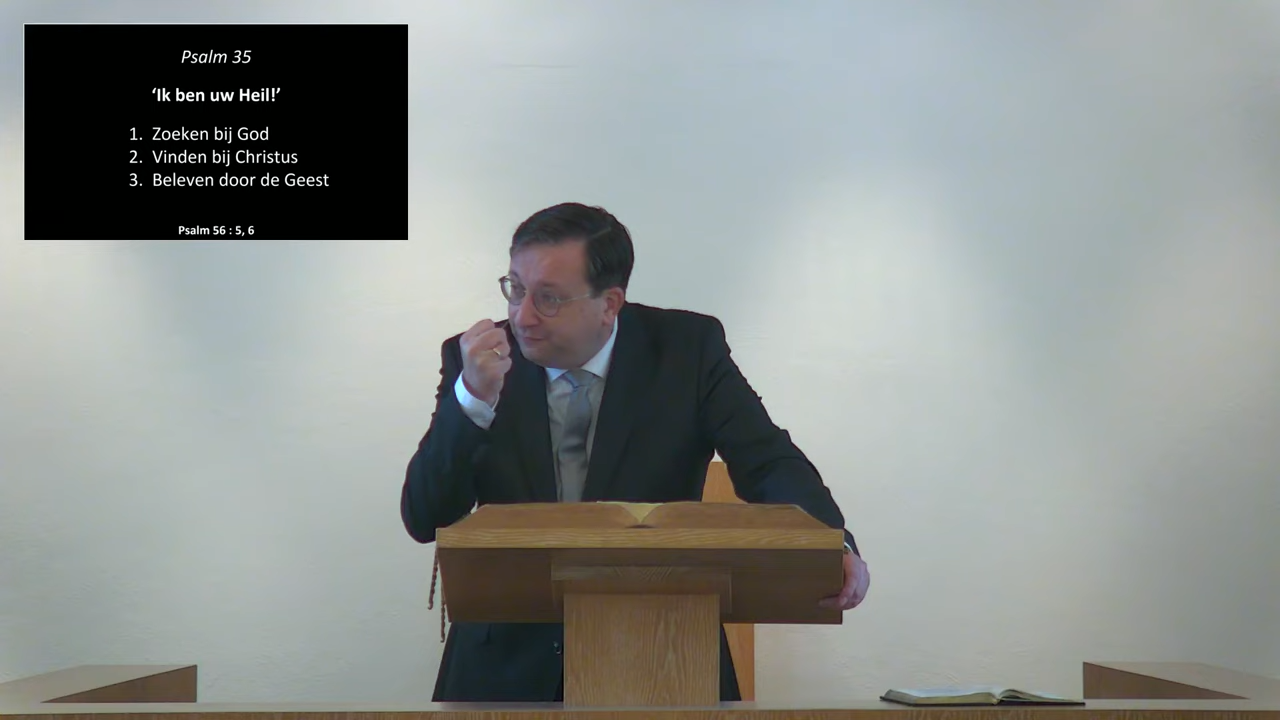 Psalm 35
‘Ik ben uw Heil!’
1. Zoeken bij God
2. Vinden bij Christus
3. Beleven door de Geest
Psalm 56 : 5, 6